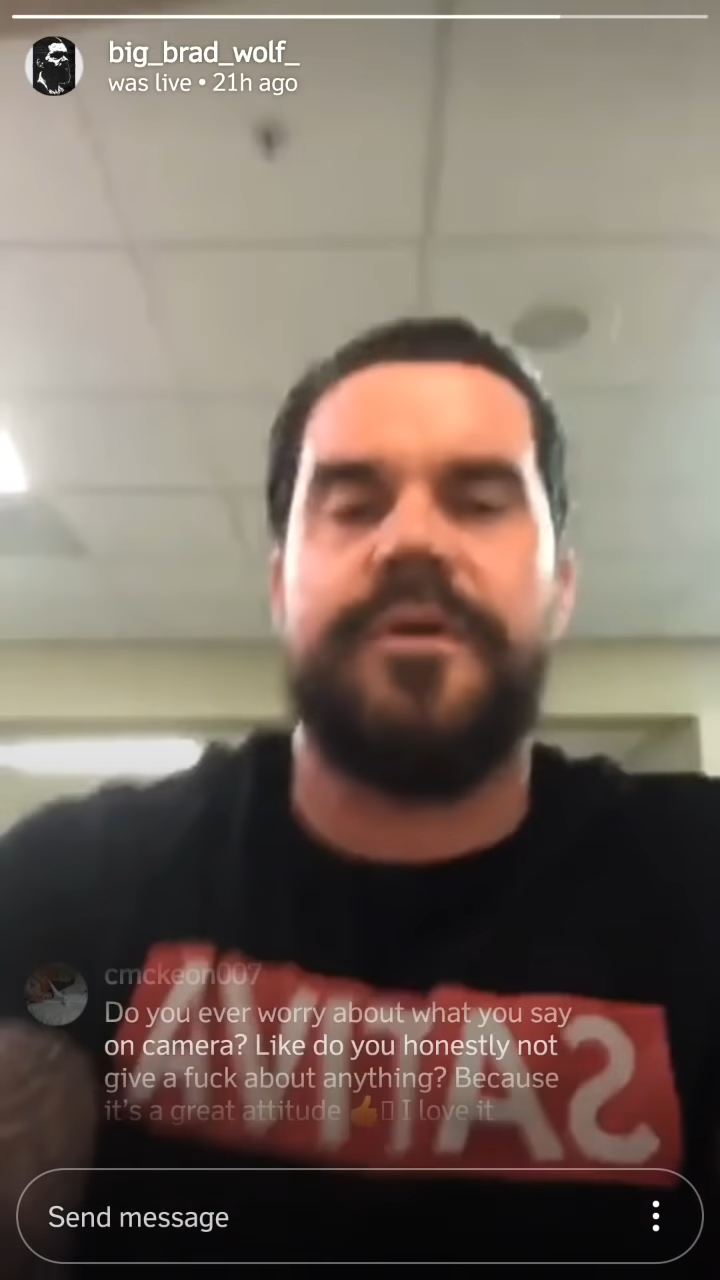 big_brad_wolf_
was live • 21h ago
cmckeon007
Do you ever worry about what you say
on camera? Like do you honestly not
give a fuck about anything? Because
it's a great attitude 👍▯ I love it
SATIVA
Send message